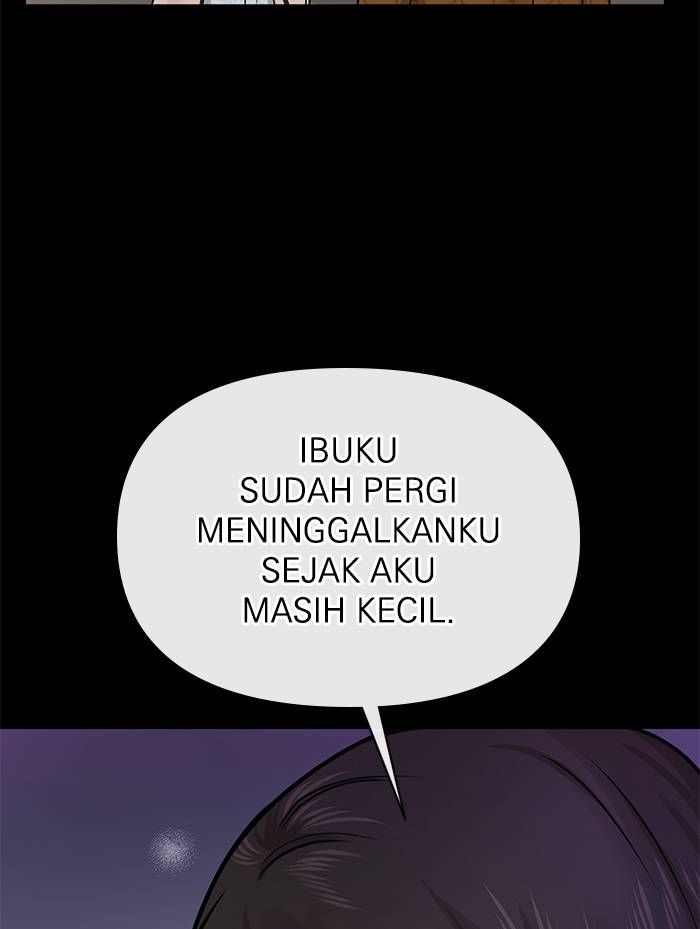 IBUKU
SUDAH PERGI
MENINGGALKANKU
SEJAK AKU
MASIH KECIL.